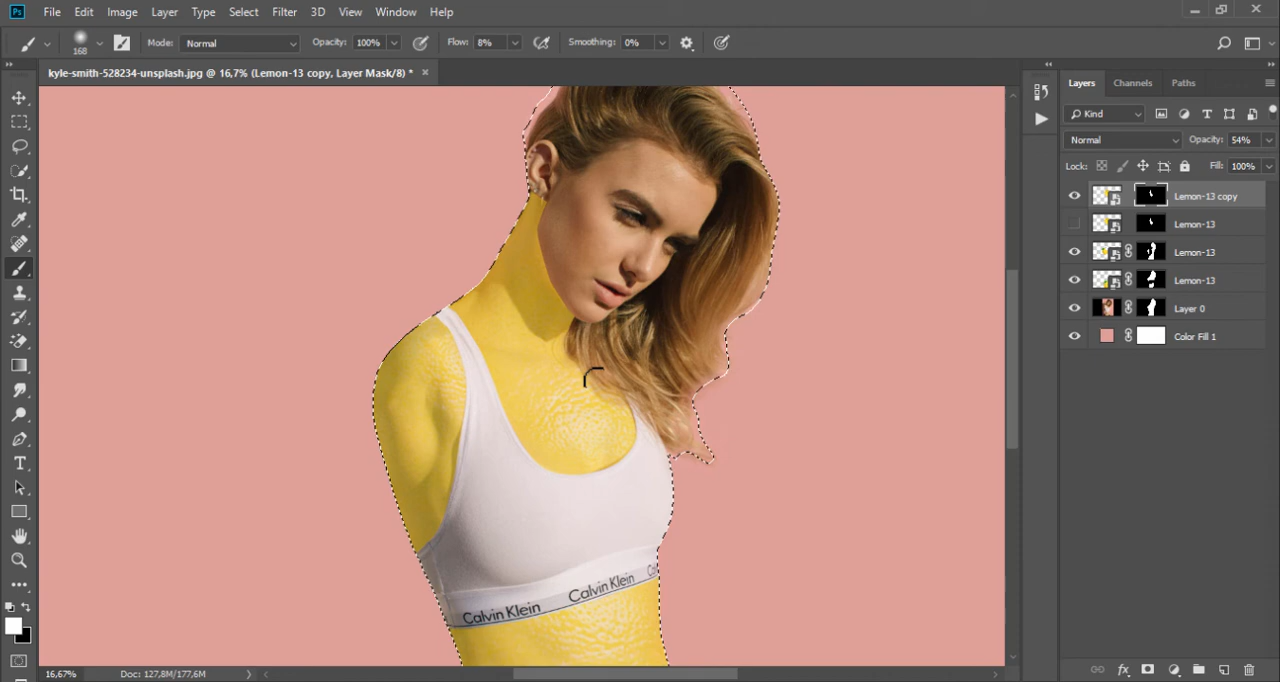 Ps File Edit Image Layer Type Select Filter 3D View Window Help
168 Mode: Normal Opacity: 100% Flow: 8% Smoothing: 0%
kyle-smith-528234-unsplash.jpg @ 16,7% (Lemon-13 copy, Layer Mask/8) * ×
Layers Channels Paths
Kind
Normal Opacity: 54%
Lock: Fill: 100%
Lemon-13 copy
Lemon-13
Lemon-13
Lemon-13
Layer 0
Color Fill 1
Calvin Klein Calvin Klein Ca
16,67% Doc: 127,8M/177,6M
fx